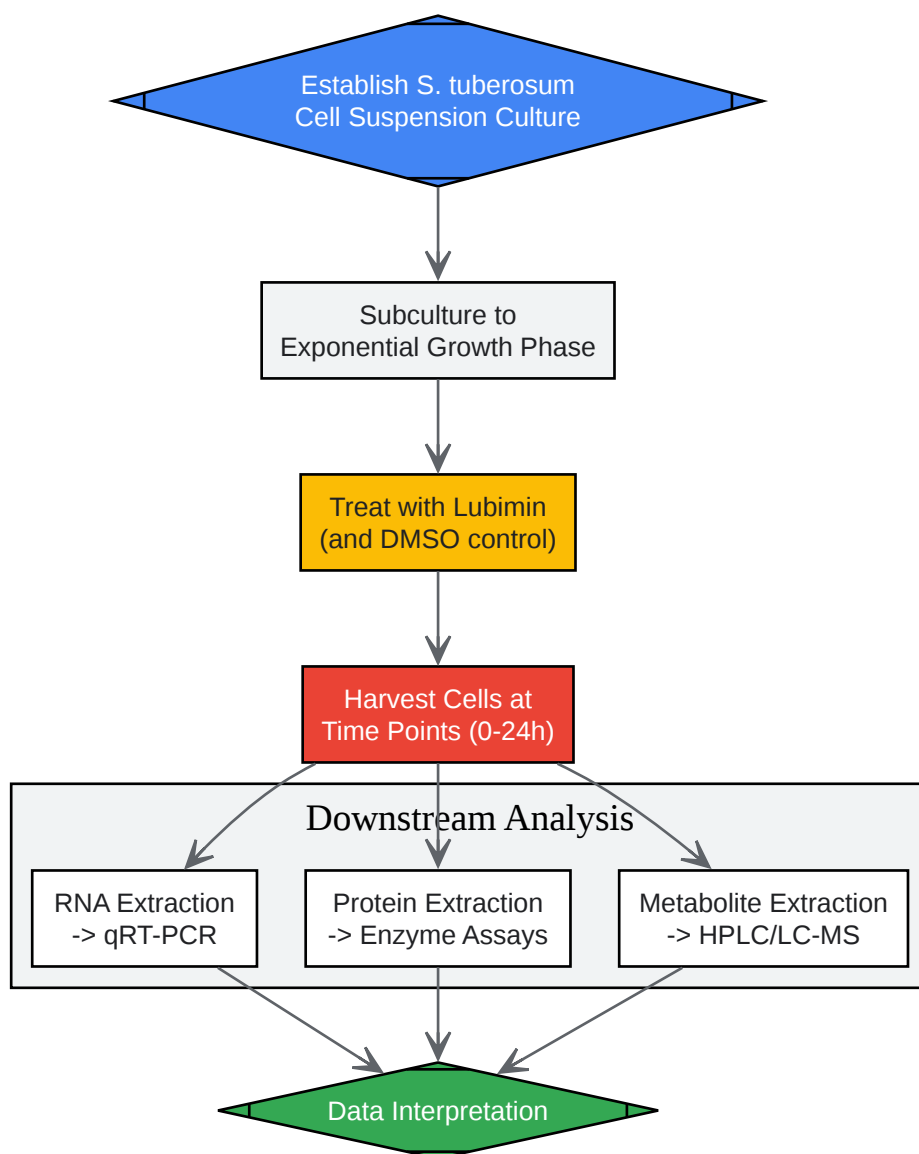 Establish S. tuberosum
Cell Suspension Culture
Subculture to
Exponential Growth Phase
Treat with Lubimin
(and DMSO control)
Harvest Cells at
Time Points (0-24h)
Downstream Analysis
RNA Extraction
-> qRT-PCR
Protein Extraction
-> Enzyme Assays
Metabolite Extraction
-> HPLC/LC-MS
Data Interpretation